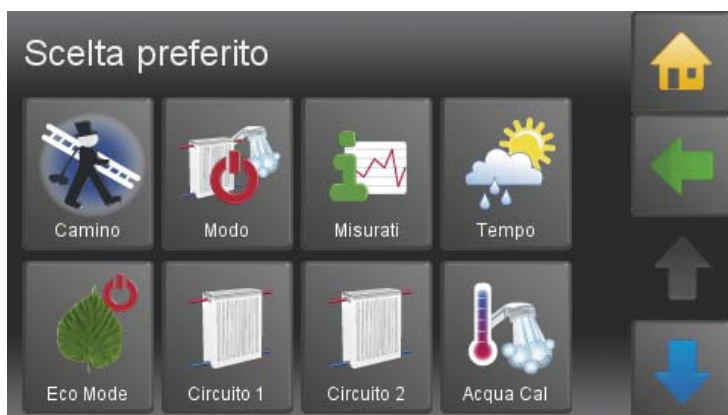 Scelta preferito
Camino
Modo
Misurati
Tempo
Eco Mode
Circuito 1
Circuito 2
Acqua Cal